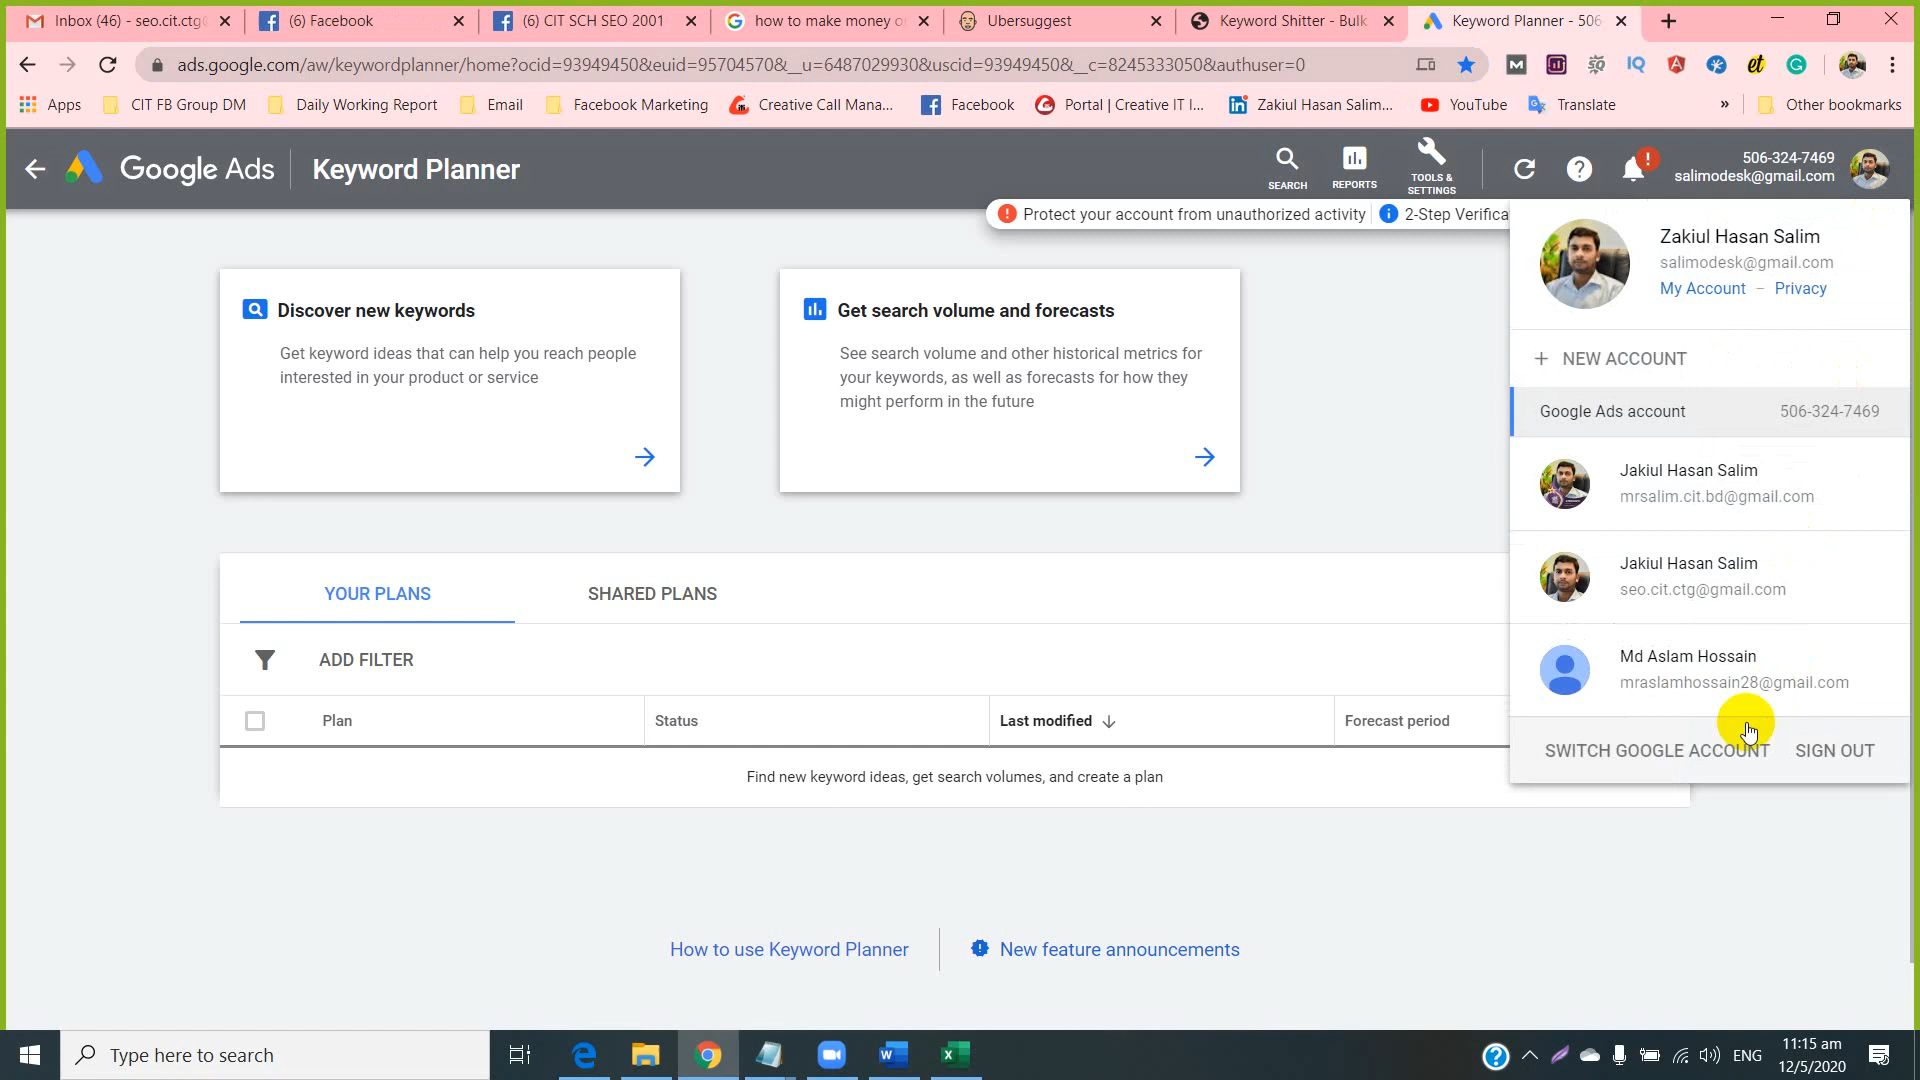 Inbox (46) - seo.cit.ctg
(6) Facebook
(6) CIT SCH SEO 2001
how to make money o
Ubersuggest
Keyword Shitter - Bulk
Keyword Planner - 506
ads.google.com/aw/keywordplanner/home?ocid=93949450&euid=95704570&__u=6487029930&uscid=93949450&__c=8245333050&authuser=0
Apps
CIT FB Group DM
Daily Working Report
Email
Facebook Marketing
Creative Call Mana...
Facebook
Portal | Creative IT I...
Zakiul Hasan Salim...
YouTube
Translate
»
Other bookmarks
Google Ads
Keyword Planner
SEARCH
REPORTS
TOOLS &
SETTINGS
506-324-7469
salimodesk@gmail.com
Protect your account from unauthorized activity
2-Step Verifica
Zakiul Hasan Salim
salimodesk@gmail.com
My Account – Privacy
+ NEW ACCOUNT
Google Ads account 506-324-7469
Jakiul Hasan Salim
mrsalim.cit.bd@gmail.com
Jakiul Hasan Salim
seo.cit.ctg@gmail.com
Md Aslam Hossain
mraslamhossain28@gmail.com
SWITCH GOOGLE ACCOUNT SIGN OUT
Discover new keywords
Get keyword ideas that can help you reach people
interested in your product or service
Get search volume and forecasts
See search volume and other historical metrics for
your keywords, as well as forecasts for how they
might perform in the future
YOUR PLANS
SHARED PLANS
ADD FILTER
Plan
Status
Last modified
Forecast period
Find new keyword ideas, get search volumes, and create a plan
How to use Keyword Planner
New feature announcements
Type here to search
ENG
11:15 am
12/5/2020